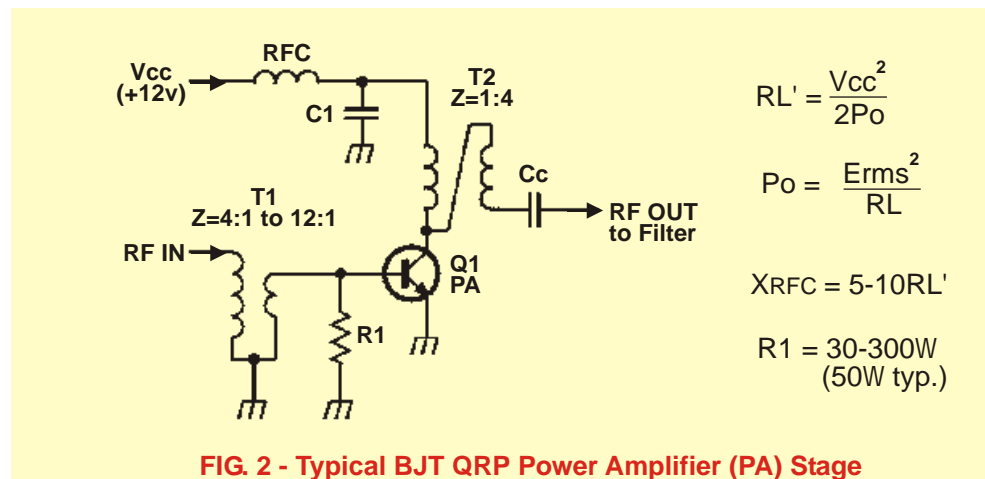 RFC
Vcc
(+12v)
C1
T2
Z=1:4
Cc
T1
Z=4:1 to 12:1
RF IN
RF OUT
to Filter
Q1
PA
R1
RL' = Vcc²
2Po
Po = Erms²
RL
XRFC = 5-10RL'
R1 = 30-300W
(50W typ.)
FIG. 2 - Typical BJT QRP Power Amplifier (PA) Stage